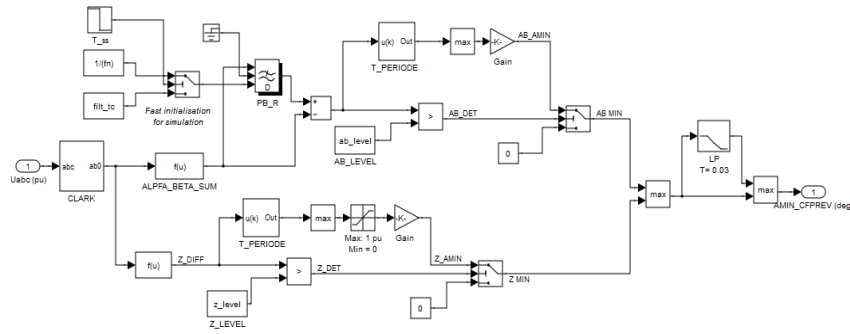 T_ss
1/(fn)
filt_tc
Fast initialisation
for simulation
D
PB_R
+
−
u(k) Out
T_PERIODE
max
-K-
Gain
AB_AMIN
ab_level
AB_LEVEL
>
AB_DET
0
AB MIN
1
Uabc (pu)
abc ab0
CLARK
f(u)
ALPFA_BETA_SUM
u(k) Out
T_PERIODE
max
Max: 1 pu
Min = 0
-K-
Gain
Z_AMIN
f(u)
Z_DIFF
z_level
Z_LEVEL
>
Z_DET
0
Z MIN
max
LP
T= 0.03
max
1
AMIN_CFPREV (deg